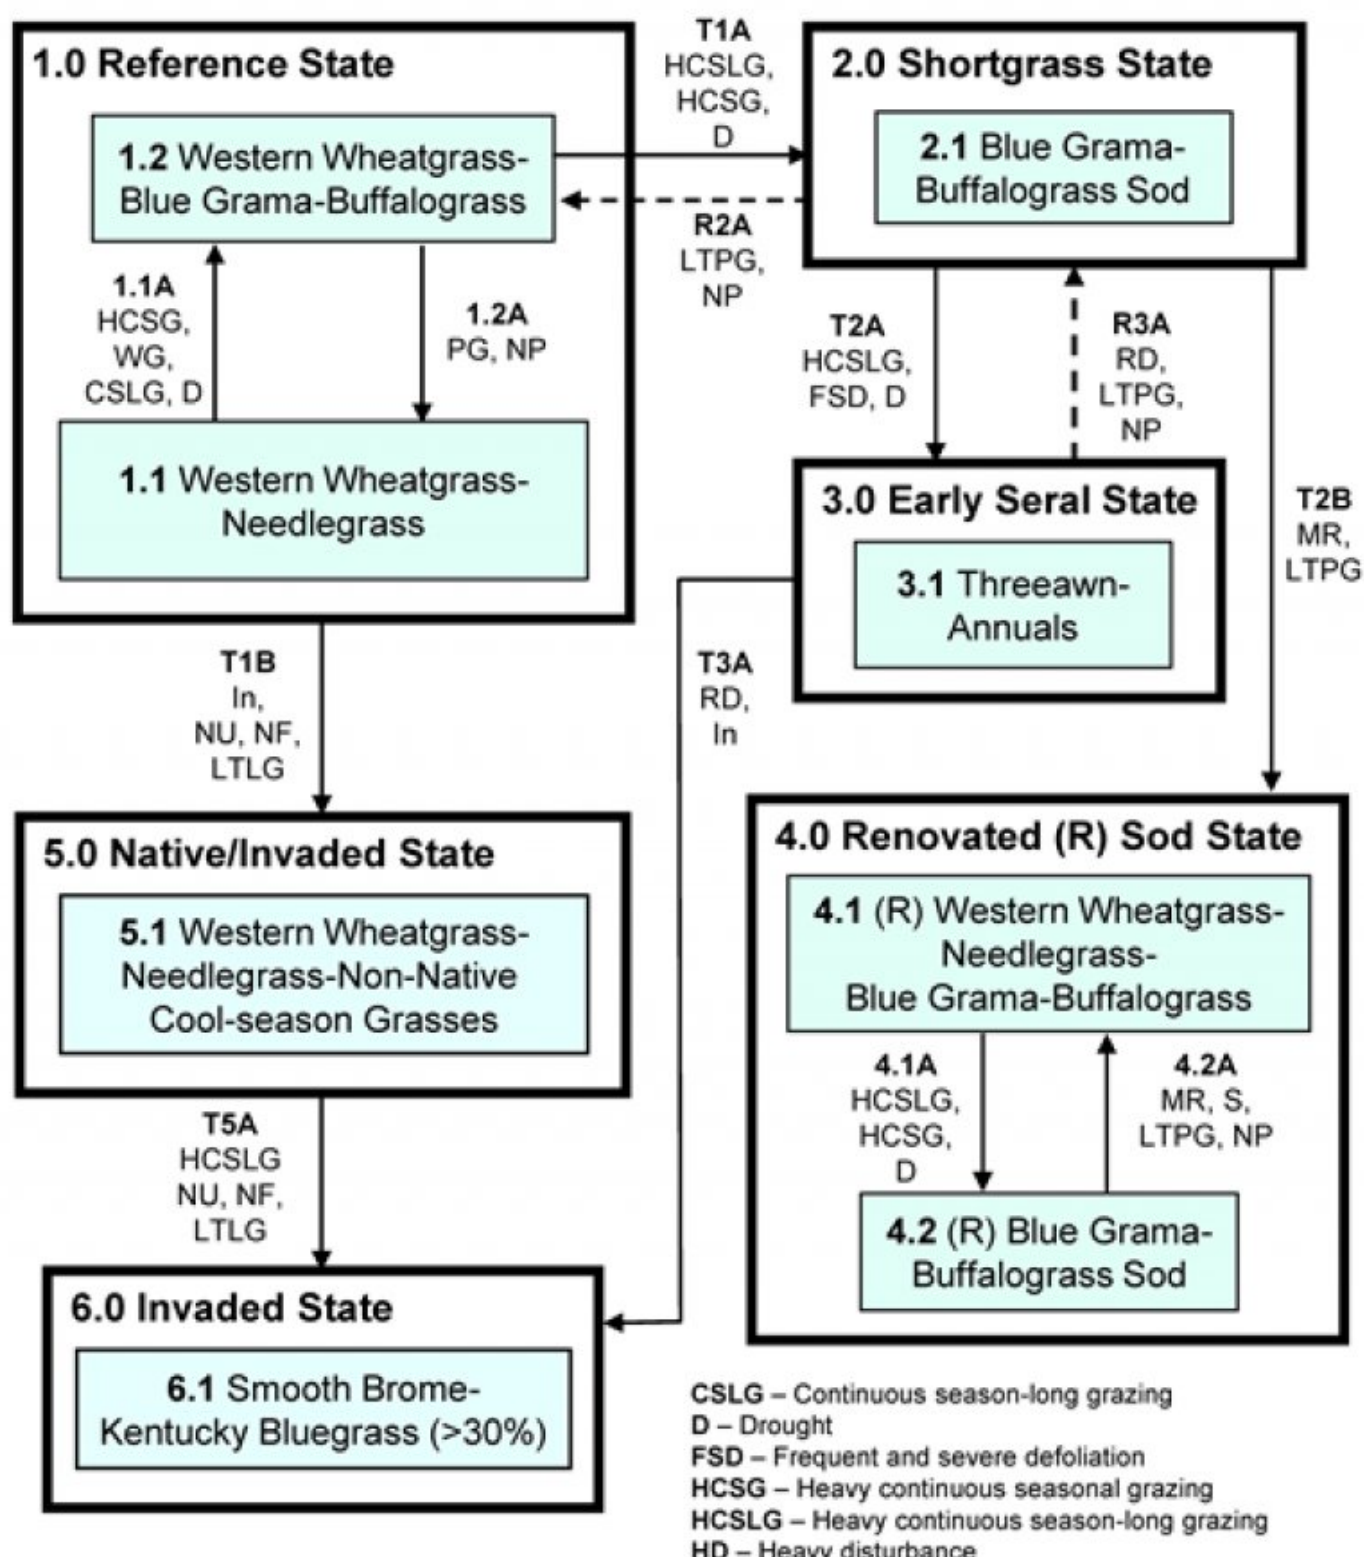 1.0 Reference State
1.2 Western Wheatgrass-
Blue Grama-Buffalograss
1.1A
HCSG,
WG,
CSLG, D
1.2A
PG, NP
1.1 Western Wheatgrass-
Needlegrass
T1A
HCSLG,
HCSG,
D
R2A
LTPG,
NP
2.0 Shortgrass State
2.1 Blue Grama-
Buffalograss Sod
T2A
HCSLG,
FSD, D
R3A
RD,
LTPG,
NP
T2B
MR,
LTPG
3.0 Early Seral State
3.1 Threeawn-
Annuals
T1B
In,
NU, NF,
LTLG
T3A
RD,
In
5.0 Native/Invaded State
5.1 Western Wheatgrass-
Needlegrass-Non-Native
Cool-season Grasses
4.0 Renovated (R) Sod State
4.1 (R) Western Wheatgrass-
Needlegrass-
Blue Grama-Buffalograss
4.1A
HCSLG,
HCSG,
D
4.2A
MR, S,
LTPG, NP
4.2 (R) Blue Grama-
Buffalograss Sod
T5A
HCSLG
NU, NF,
LTLG
6.0 Invaded State
6.1 Smooth Brome-
Kentucky Bluegrass (>30%)
CSLG – Continuous season-long grazing
D – Drought
FSD – Frequent and severe defoliation
HCSG – Heavy continuous seasonal grazing
HCSLG – Heavy continuous season-long grazing
HD – Heavy disturbance